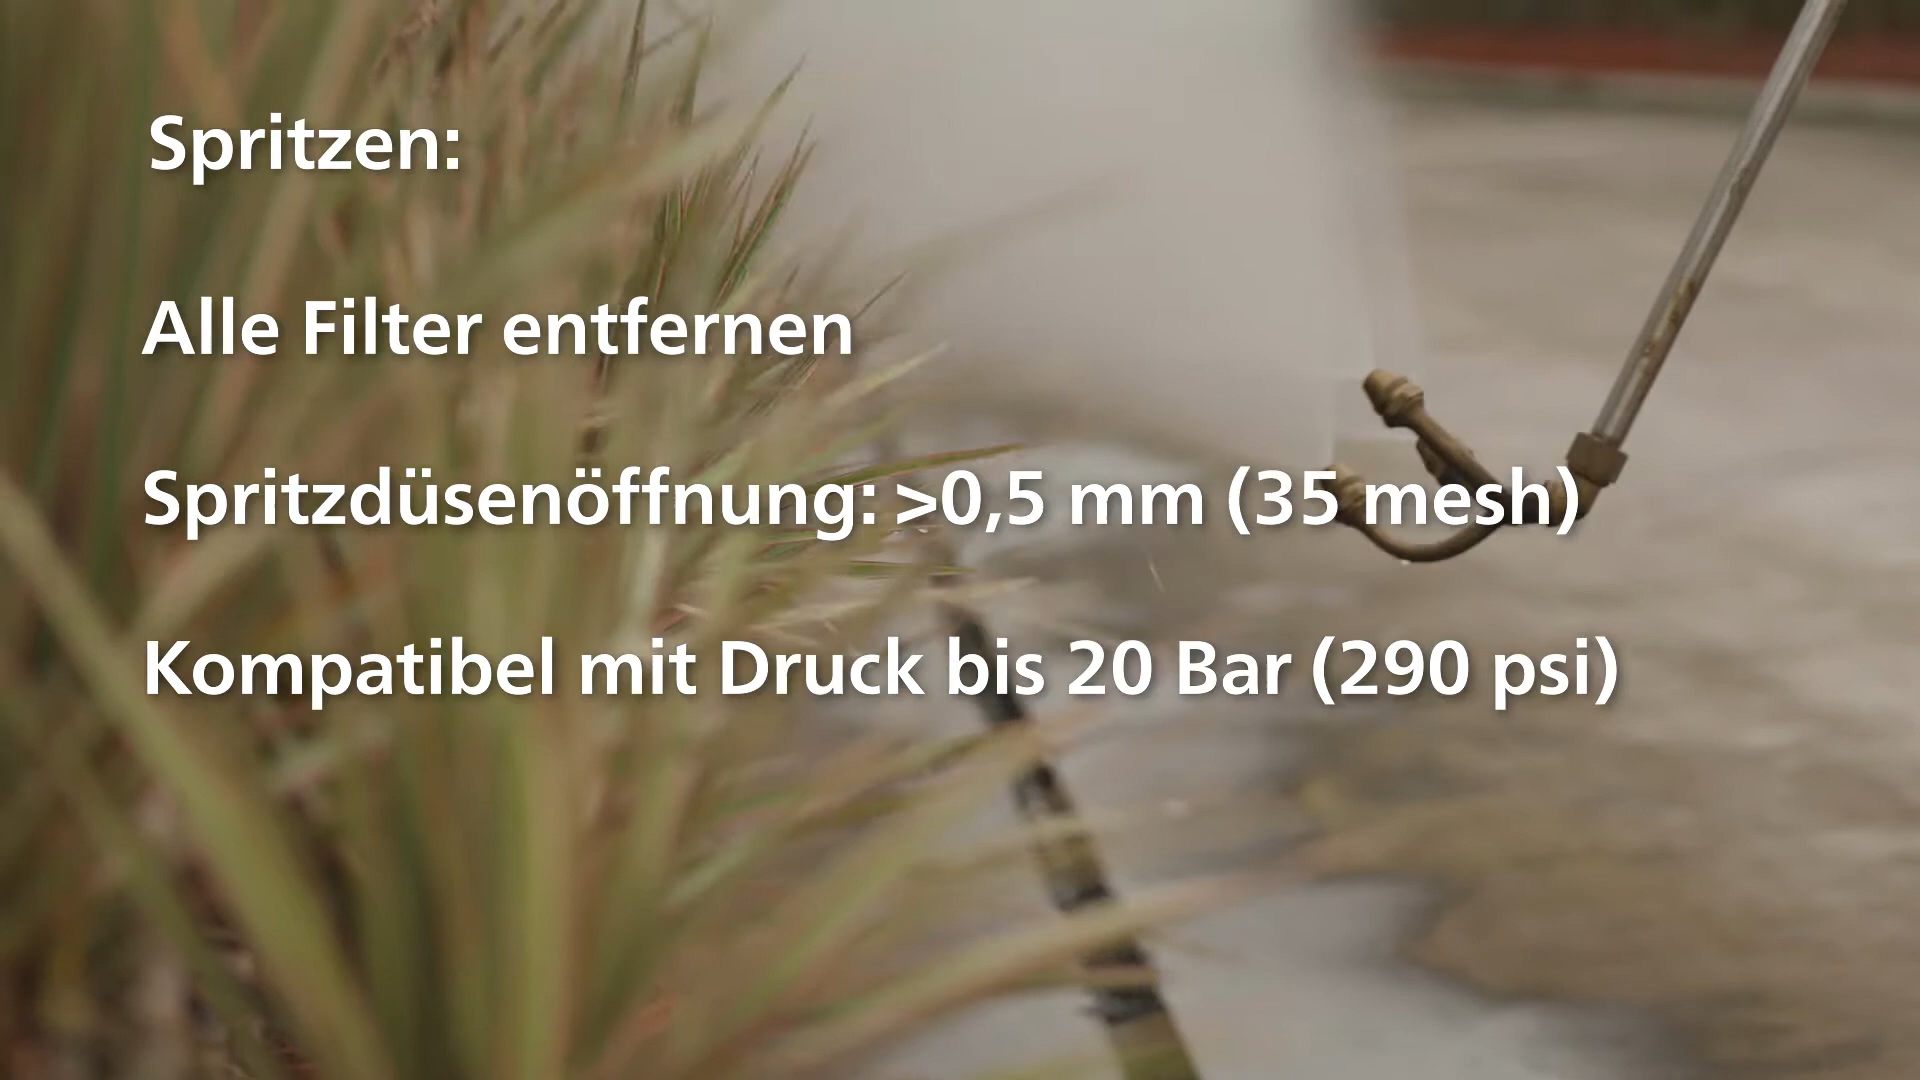 Spritzen:
Alle Filter entfernen
Spritzdüsenöffnung: >0,5 mm (35 mesh)
Kompatibel mit Druck bis 20 Bar (290 psi)